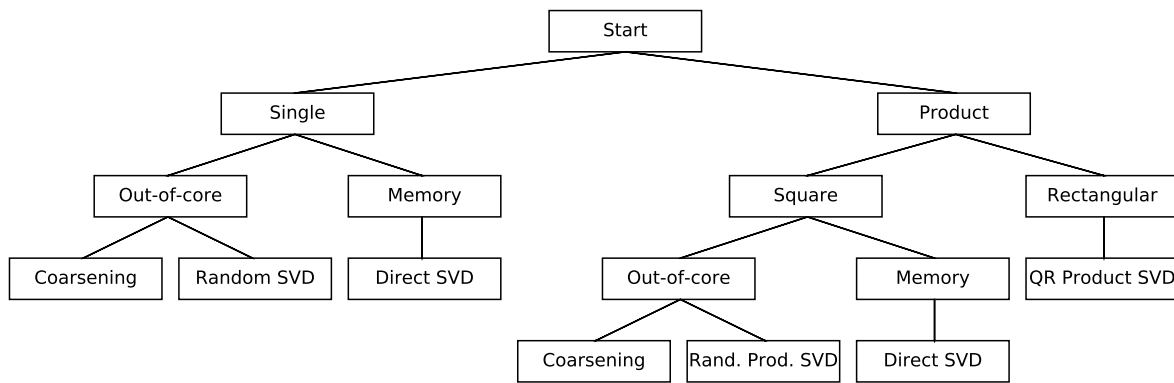 Start
Single
Product
Out-of-core
Memory
Square
Rectangular
Coarsening
Random SVD
Direct SVD
Out-of-core
Memory
QR Product SVD
Coarsening
Rand. Prod. SVD
Direct SVD